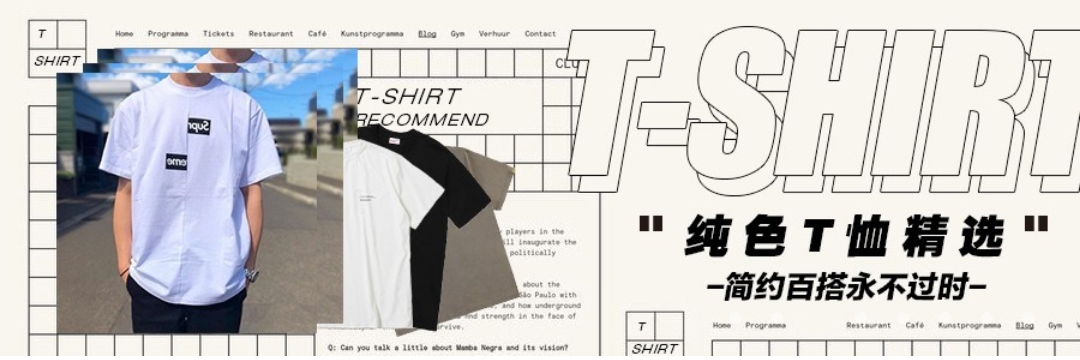 T
SHIRT
Home Programma Tickets Restaurant Café Kunstprogramma Blog Gym Verhuur Contact
CLU
T-SHIRT
RECOMMEND
Supr
eme
players in the
ill inaugurate the
politically
about the
São Paulo with
, and how underground
And strength in the face of
urvive.
Q: Can you talk a little about Mamba Negra and its vision?
T-SHIRT
"纯色T恤精选"
–简约百搭永不过时–
T
SHIRT
Home Programma Restaurant Café Kunstprogramma Blog Gym V